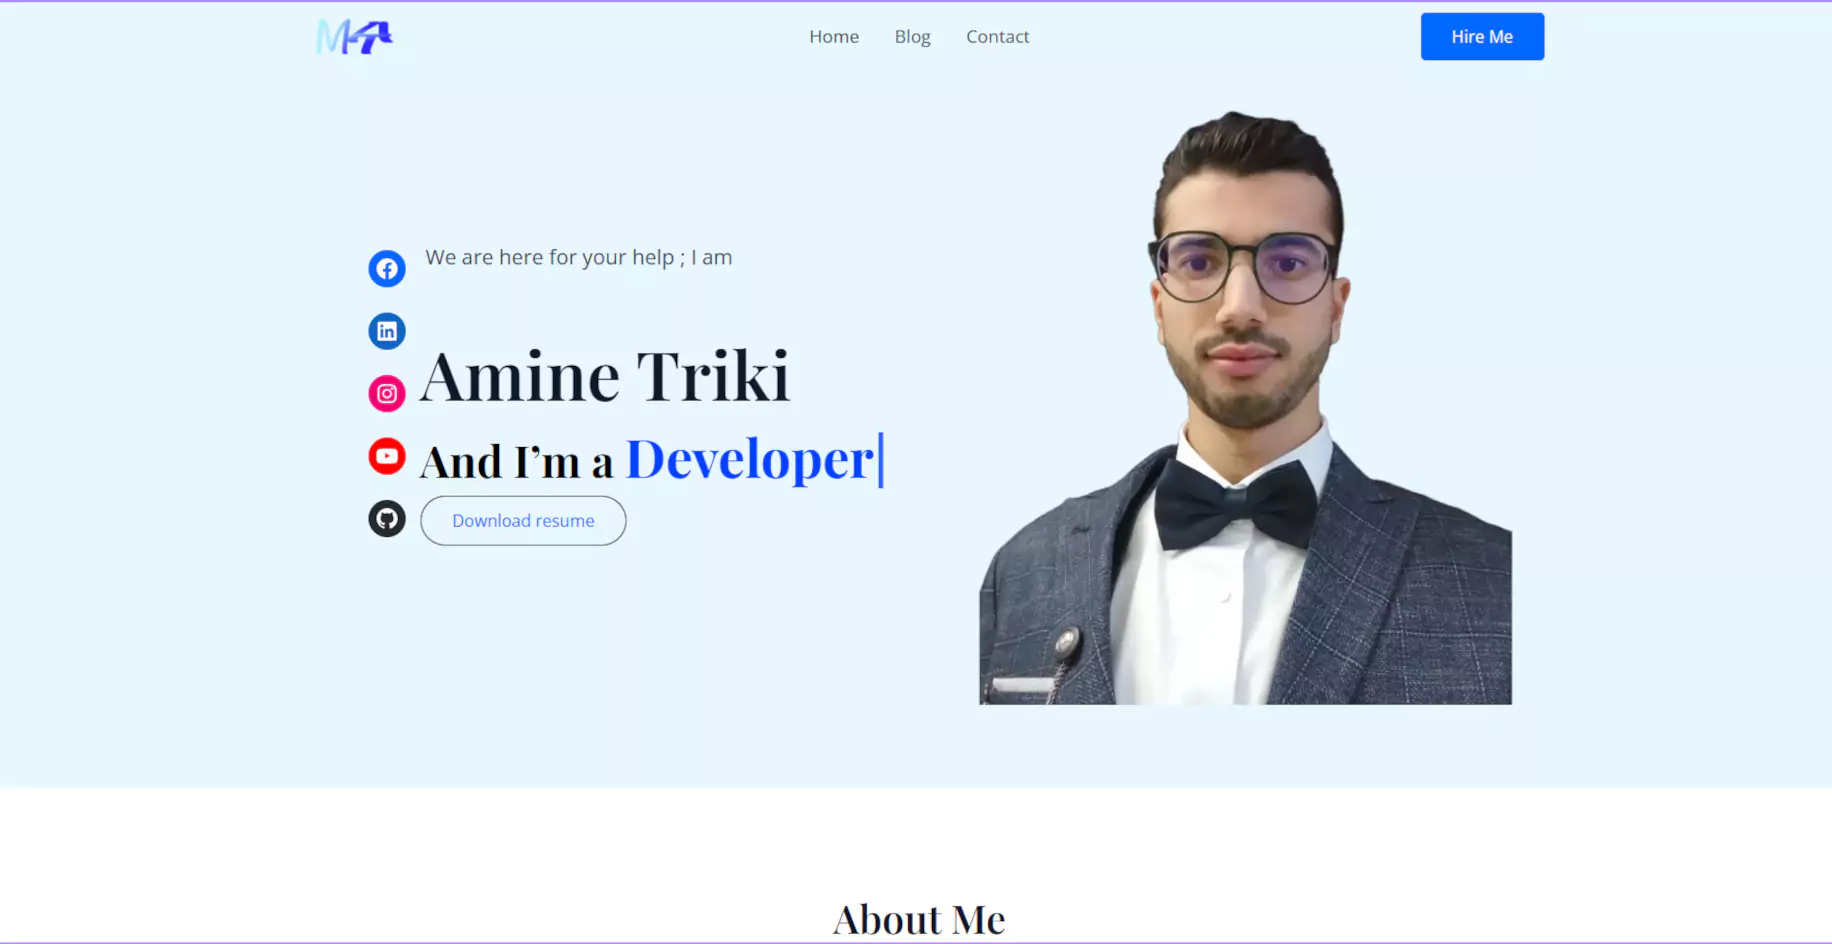 Home Blog Contact Hire Me
We are here for your help ; I am
Amine Triki
And I'm a Developer
Download resume
About Me